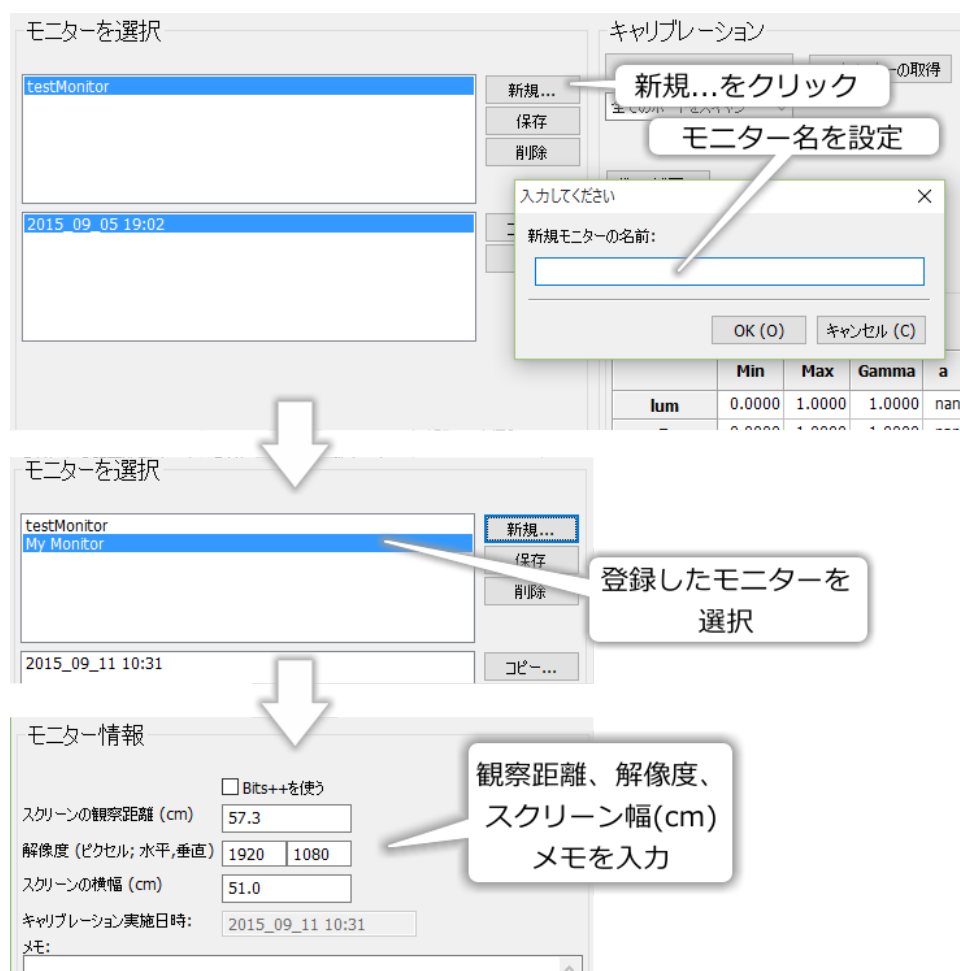 モニターを選択
キャリブレーション
testMonitor
新規...
の取得
新規...をクリック
保存
モニター名を設定
削除
入力してください
2015_09_05 19:02
新規モニターの名前:
OK (O)
キャンセル (C)
Min Max Gamma a
lum 0.0000 1.0000 1.0000 nan
モニターを選択
testMonitor
新規...
My Monitor
保存
登録したモニターを
選択
削除
2015_09_11 10:31
コピー...
モニター情報
Bits++を使う
観察距離、解像度、
スクリーン幅(cm)
メモを入力
スクリーンの観察距離 (cm) 57.3
解像度 (ピクセル; 水平,垂直) 1920 1080
スクリーンの横幅 (cm) 51.0
キャリブレーション実施日時: 2015_09_11 10:31
メモ: